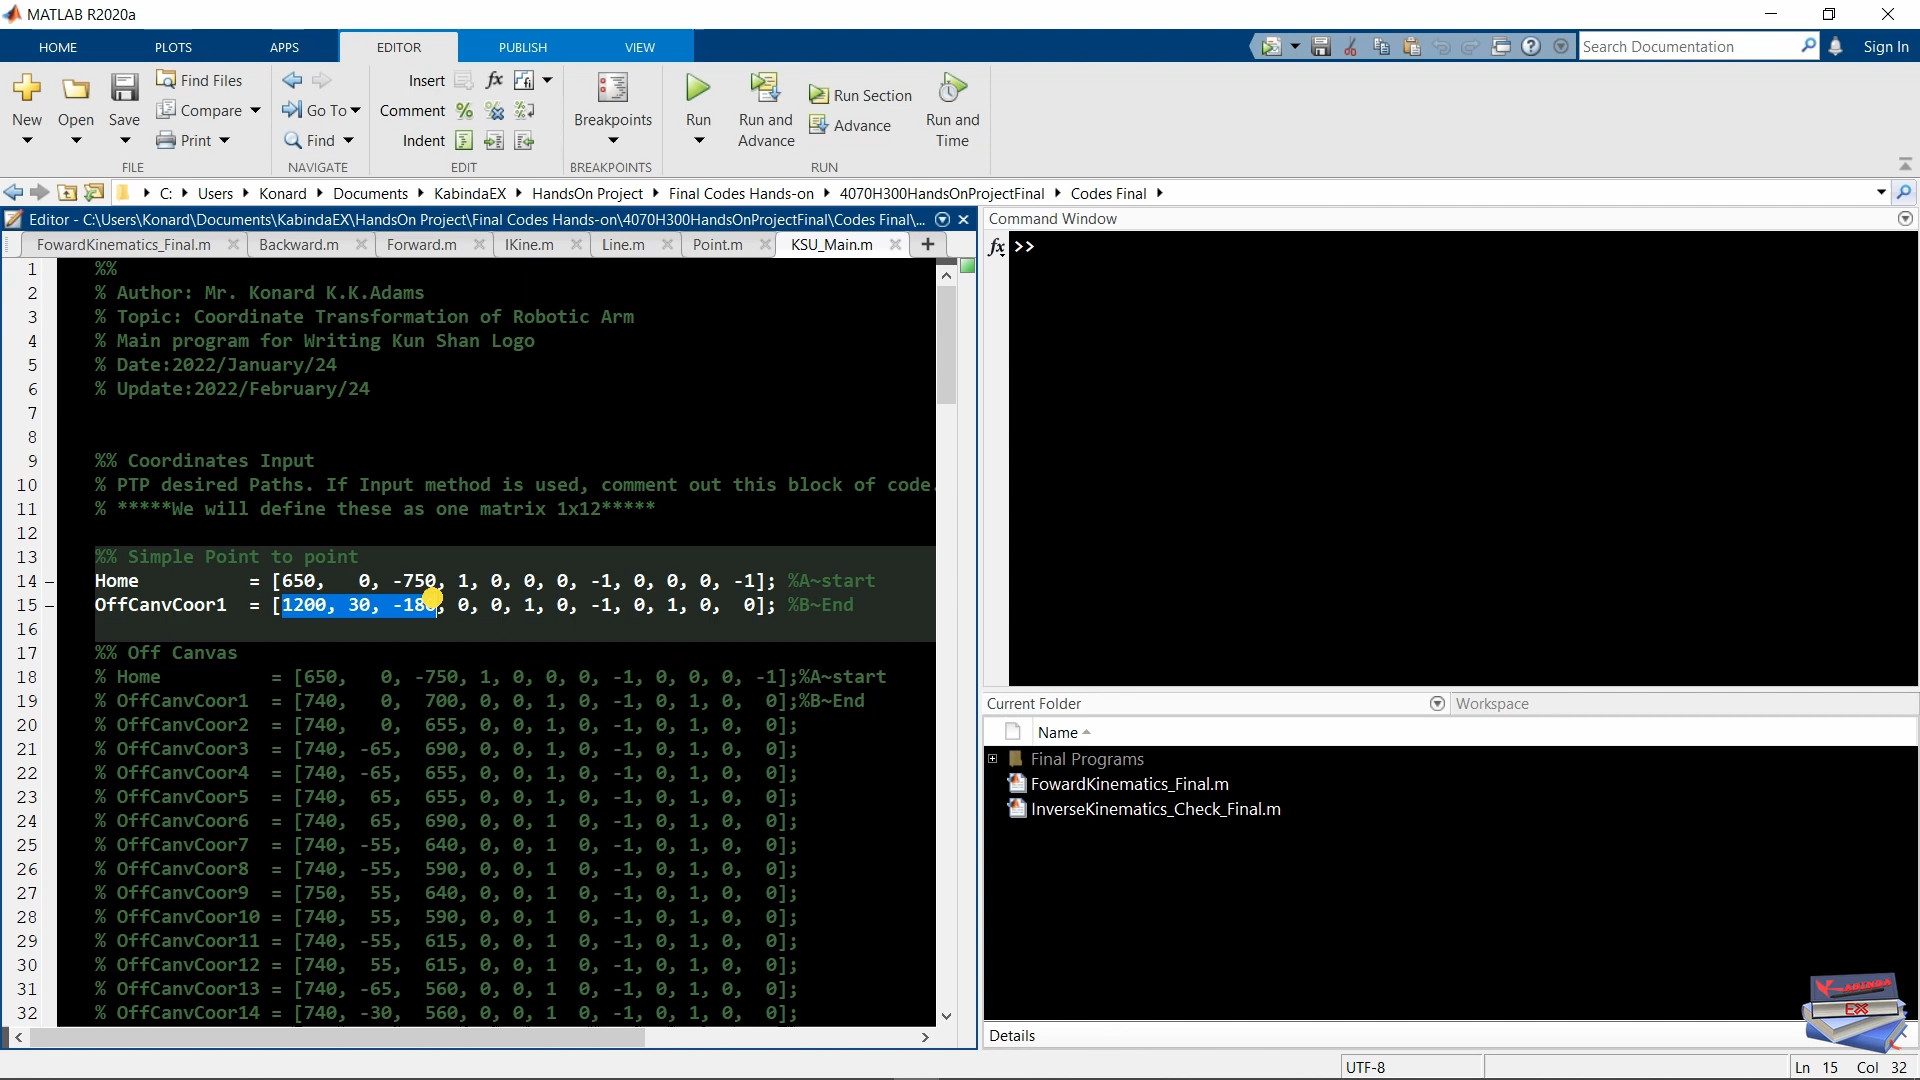 MATLAB R2020a
HOME PLOTS APPS EDITOR PUBLISH VIEW
Search Documentation
Sign In
New
Open
Save
Find Files
Compare
Print
FILE
Go To
Find
NAVIGATE
Insert
Comment
Indent
EDIT
Breakpoints
BREAKPOINTS
Run
Run and Advance
Run Section
Advance
Run and Time
RUN
C: Users Konard Documents KabindaEX HandsOn Project Final Codes Hands-on 4070H300HandsOnProjectFinal Codes Final
Editor - C:\Users\Konard\Documents\KabindaEX\HandsOn Project\Final Codes Hands-on\4070H300HandsOnProjectFinal\Codes Final\...
FowardKinematics_Final.m Backward.m Forward.m IKine.m Line.m Point.m KSU_Main.m
1 %%
2 % Author: Mr. Konard K.K.Adams
3 % Topic: Coordinate Transformation of Robotic Arm
4 % Main program for Writing Kun Shan Logo
5 % Date:2022/January/24
6 % Update:2022/February/24
7
8
9 %% Coordinates Input
10 % PTP desired Paths. If Input method is used, comment out this block of code.
11 % *****We will define these as one matrix 1x12*****
12
13 %% Simple Point to point
14 – Home = [650, 0, -750, 1, 0, 0, 0, -1, 0, 0, 0, -1]; %A~start
15 – OffCanvCoor1 = [1200, 30, -180, 0, 0, 1, 0, -1, 0, 1, 0, 0]; %B~End
16
17 %% Off Canvas
18 % Home = [650, 0, -750, 1, 0, 0, 0, -1, 0, 0, 0, -1];%A~start
19 % OffCanvCoor1 = [740, 0, 700, 0, 0, 1, 0, -1, 0, 1, 0, 0];%B~End
20 % OffCanvCoor2 = [740, 0, 655, 0, 0, 1, 0, -1, 0, 1, 0, 0];
21 % OffCanvCoor3 = [740, -65, 690, 0, 0, 1, 0, -1, 0, 1, 0, 0];
22 % OffCanvCoor4 = [740, -65, 655, 0, 0, 1, 0, -1, 0, 1, 0, 0];
23 % OffCanvCoor5 = [740, 65, 655, 0, 0, 1, 0, -1, 0, 1, 0, 0];
24 % OffCanvCoor6 = [740, 65, 690, 0, 0, 1 0, -1, 0, 1, 0, 0];
25 % OffCanvCoor7 = [740, -55, 640, 0, 0, 1 0, -1, 0, 1, 0, 0];
26 % OffCanvCoor8 = [740, -55, 590, 0, 0, 1 0, -1, 0, 1, 0, 0];
27 % OffCanvCoor9 = [750, 55, 640, 0, 0, 1 0, -1, 0, 1, 0, 0];
28 % OffCanvCoor10 = [740, 55, 590, 0, 0, 1 0, -1, 0, 1, 0, 0];
29 % OffCanvCoor11 = [740, -55, 615, 0, 0, 1 0, -1, 0, 1, 0, 0];
30 % OffCanvCoor12 = [740, 55, 615, 0, 0, 1 0, -1, 0, 1, 0, 0];
31 % OffCanvCoor13 = [740, -65, 560, 0, 0, 1 0, -1, 0, 1, 0, 0];
32 % OffCanvCoor14 = [740, -30, 560, 0, 0, 1 0, -1, 0, 1, 0, 0];
Command Window
fx >>
Current Folder
Workspace
Name
Final Programs
FowardKinematics_Final.m
InverseKinematics_Check_Final.m
Details
KABINDA
EX
UTF-8
Ln 15 Col 32